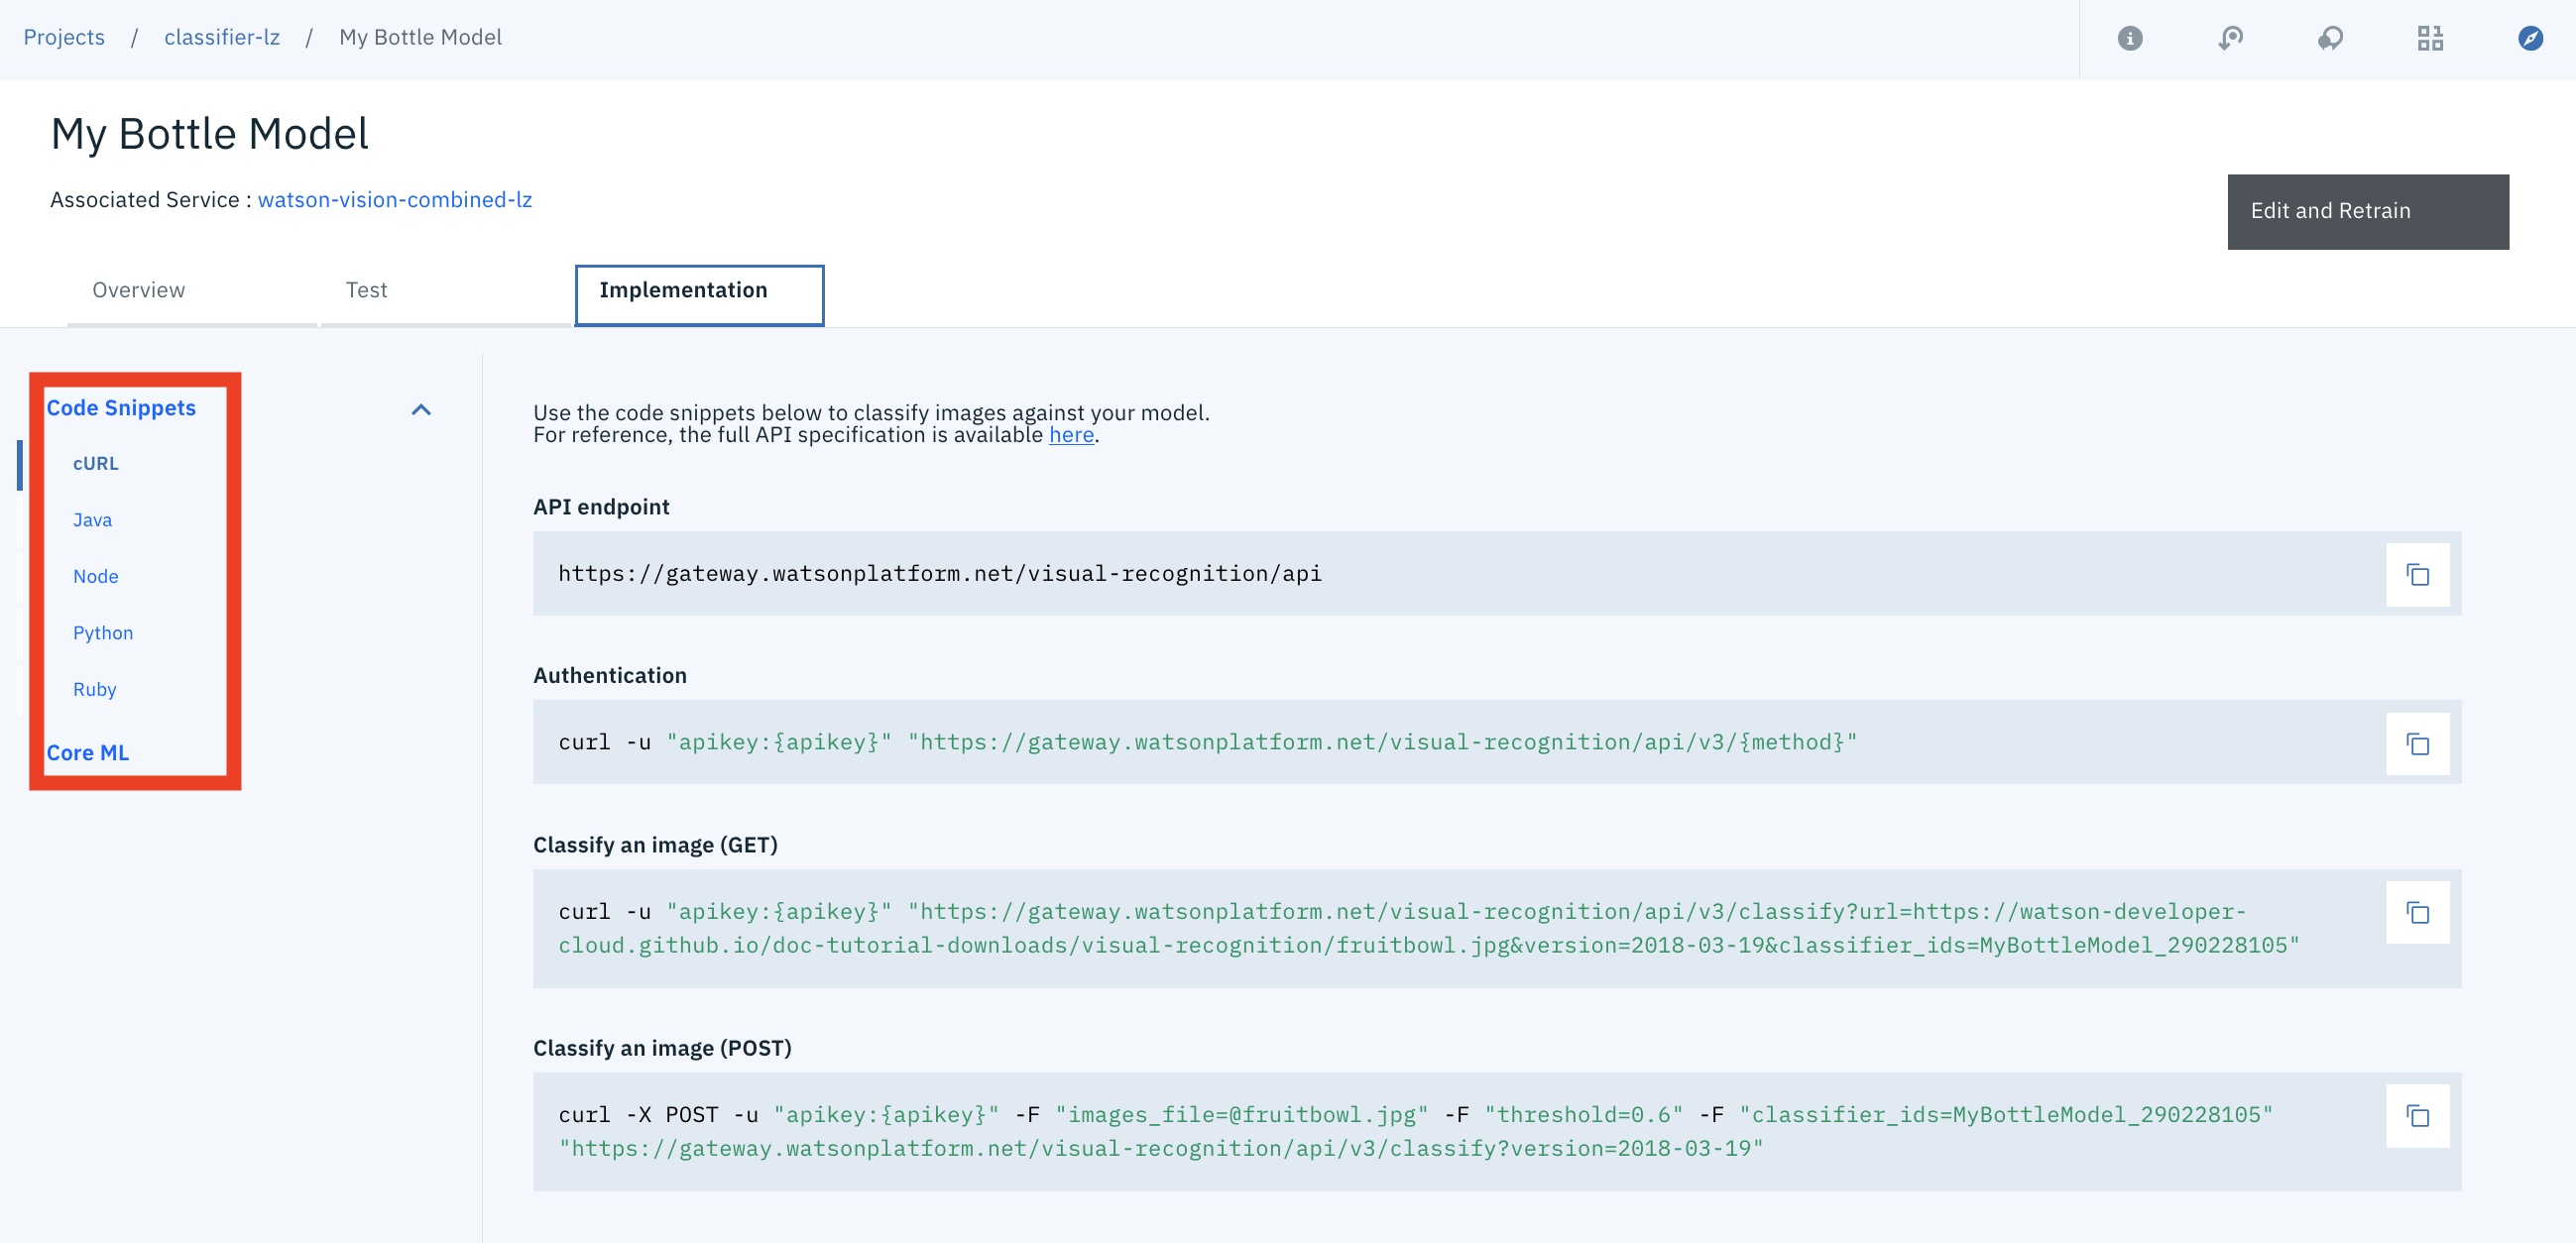 Projects / classifier-lz / My Bottle Model
My Bottle Model
Associated Service : watson-vision-combined-lz
Edit and Retrain
Overview
Test
Implementation
Code Snippets
cURL
Java
Node
Python
Ruby
Core ML
Use the code snippets below to classify images against your model.
For reference, the full API specification is available here.
API endpoint
https://gateway.watsonplatform.net/visual-recognition/api
Authentication
curl -u "apikey:{apikey}" "https://gateway.watsonplatform.net/visual-recognition/api/v3/{method}"
Classify an image (GET)
curl -u "apikey:{apikey}" "https://gateway.watsonplatform.net/visual-recognition/api/v3/classify?url=https://watson-developer-
cloud.github.io/doc-tutorial-downloads/visual-recognition/fruitbowl.jpg&version=2018-03-19&classifier_ids=MyBottleModel_290228105"
Classify an image (POST)
curl -X POST -u "apikey:{apikey}" -F "images_file=@fruitbowl.jpg" -F "threshold=0.6" -F "classifier_ids=MyBottleModel_290228105"
"https://gateway.watsonplatform.net/visual-recognition/api/v3/classify?version=2018-03-19"